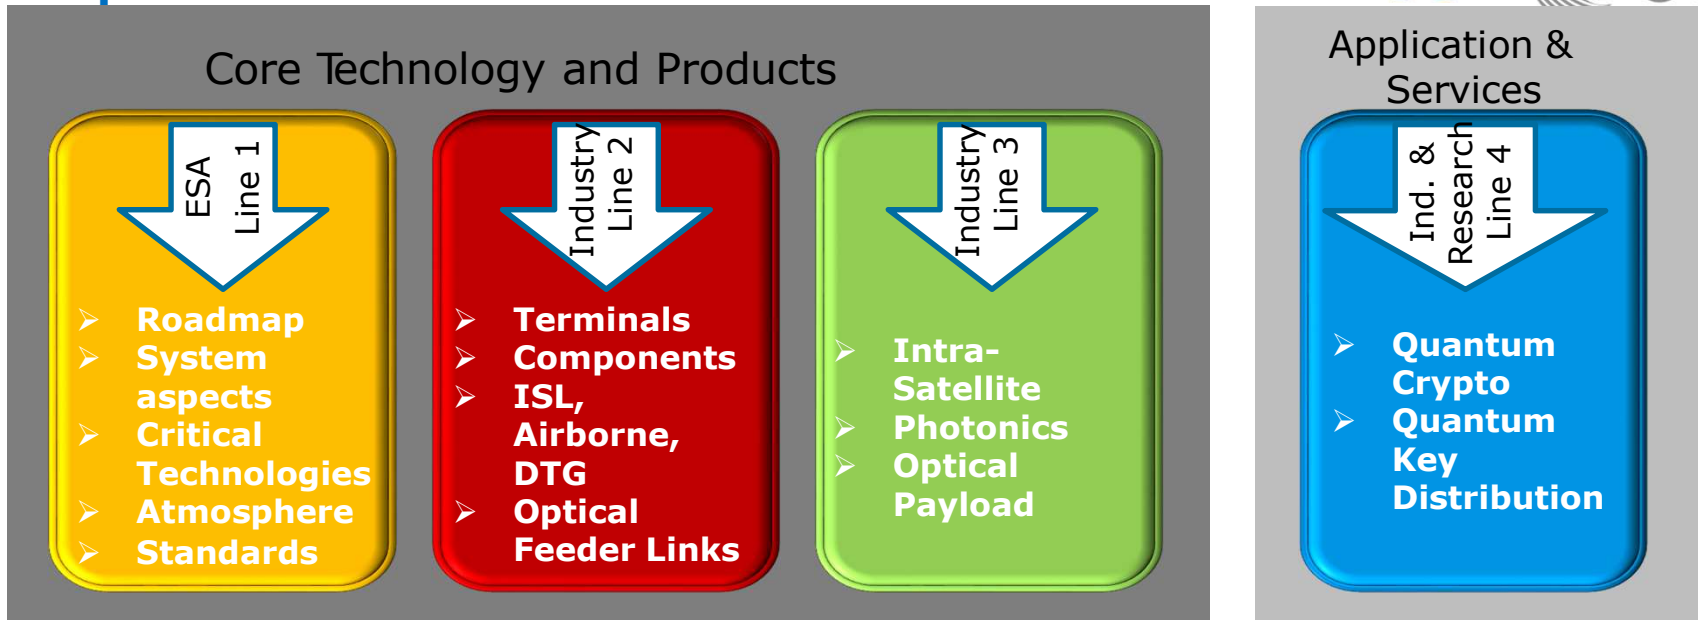 Core Technology and Products
ESA
Line 1
Roadmap
System
aspects
Critical
Technologies
Atmosphere
Standards
Industry
Line 2
Terminals
Components
ISL,
Airborne,
DTG
Optical
Feeder Links
Industry
Line 3
Intra-
Satellite
Photonics
Optical
Payload
Application &
Services
Ind. &
Research
Line 4
Quantum
Crypto
Quantum
Key
Distribution